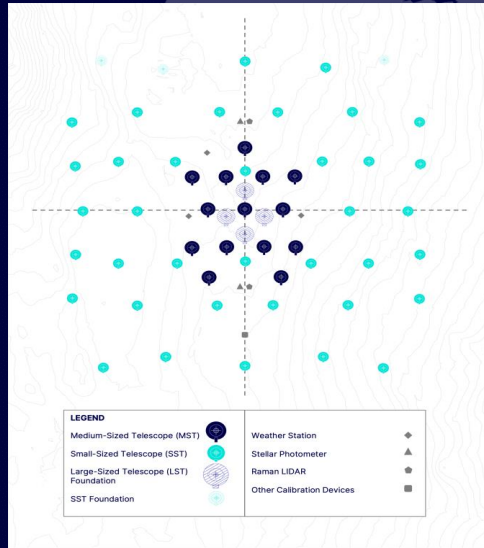 LEGEND
Medium-Sized Telescope (MST)
Small-Sized Telescope (SST)
Large-Sized Telescope (LST)
Foundation
SST Foundation
Weather Station
Stellar Photometer
Raman LIDAR
Other Calibration Devices